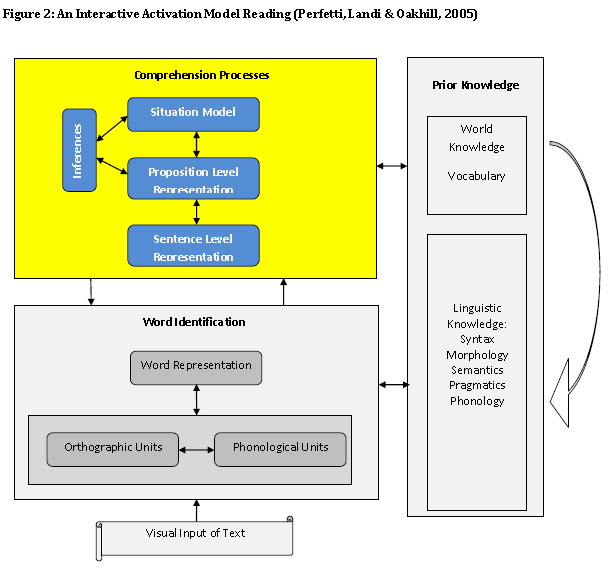 Figure 2: An Interactive Activation Model Reading (Perfetti, Landi & Oakhill, 2005)
Comprehension Processes
Situation Model
Inferences
Proposition Level
Representation
Sentence Level
Representation
Prior Knowledge
World
Knowledge
Vocabulary
Linguistic
Knowledge:
Syntax
Morphology
Semantics
Pragmatics
Phonology
Word Identification
Word Representation
Orthographic Units
Phonological Units
Visual Input of Text